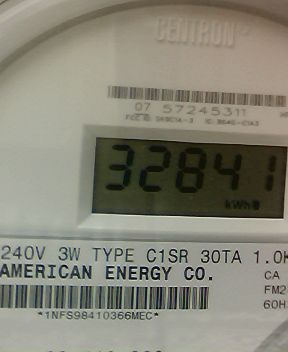 CENTRON
07 57245311
32841
kWh
240V 3W TYPE C1SR 30TA 1.0K
AMERICAN ENERGY CO.
CA
FM2
60H
*1NFS98410366MEC*